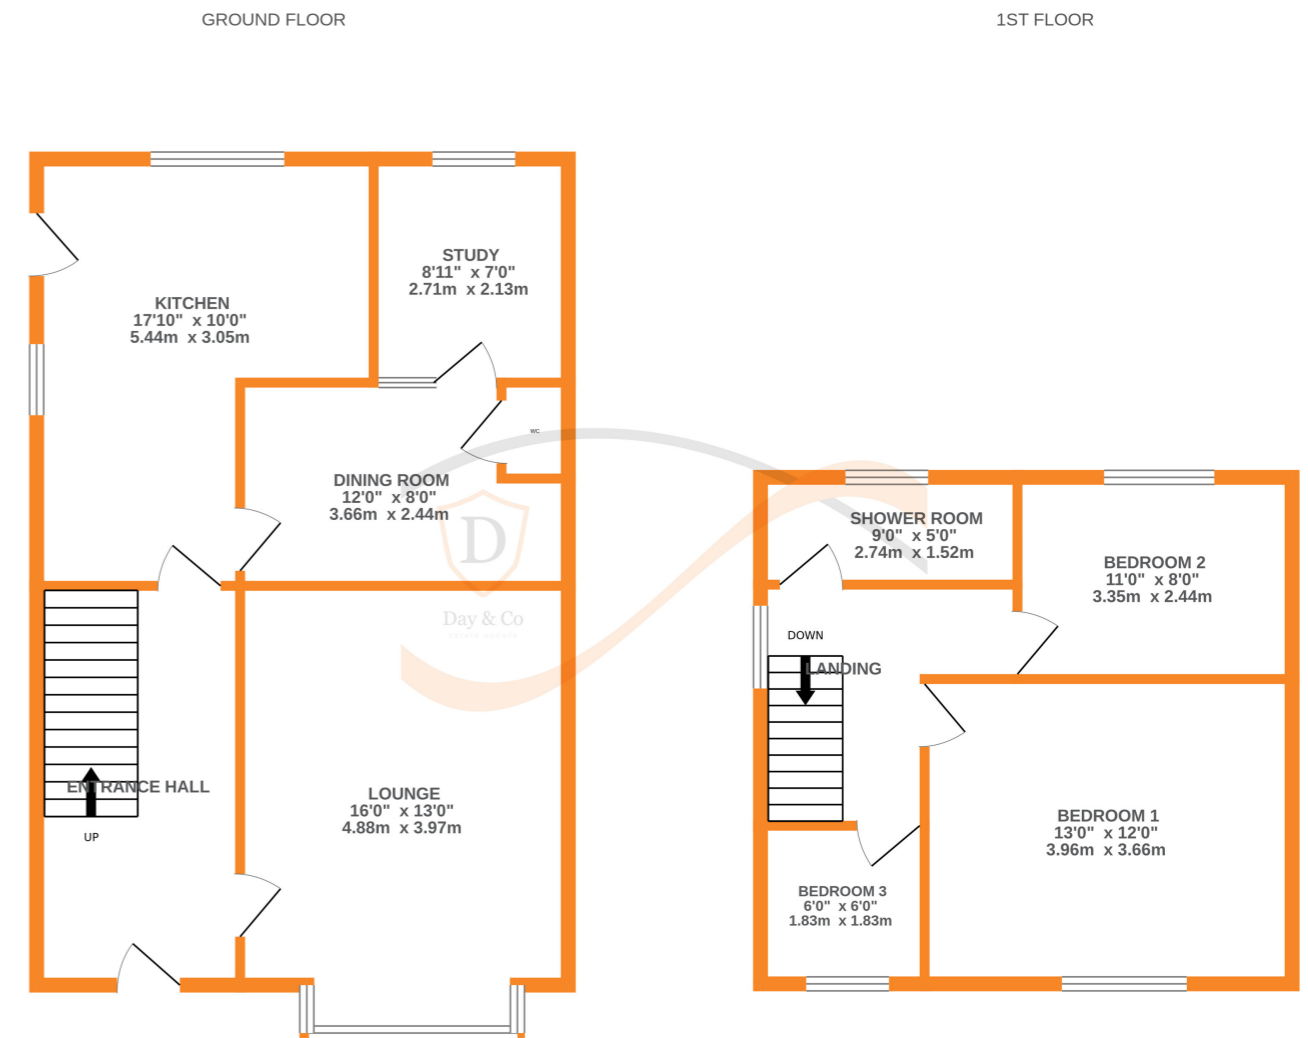 GROUND FLOOR
1ST FLOOR
STUDY
8'11" x 7'0"
2.71m x 2.13m
KITCHEN
17'10" x 10'0"
5.44m x 3.05m
WC
DINING ROOM
12'0" x 8'0"
3.66m x 2.44m
D
Day & Co
SHOWER ROOM
9'0" x 5'0"
2.74m x 1.52m
BEDROOM 2
11'0" x 8'0"
3.35m x 2.44m
DOWN
LANDING
ENTRANCE HALL
UP
LOUNGE
16'0" x 13'0"
4.88m x 3.97m
BEDROOM 1
13'0" x 12'0"
3.96m x 3.66m
BEDROOM 3
6'0" x 6'0"
1.83m x 1.83m